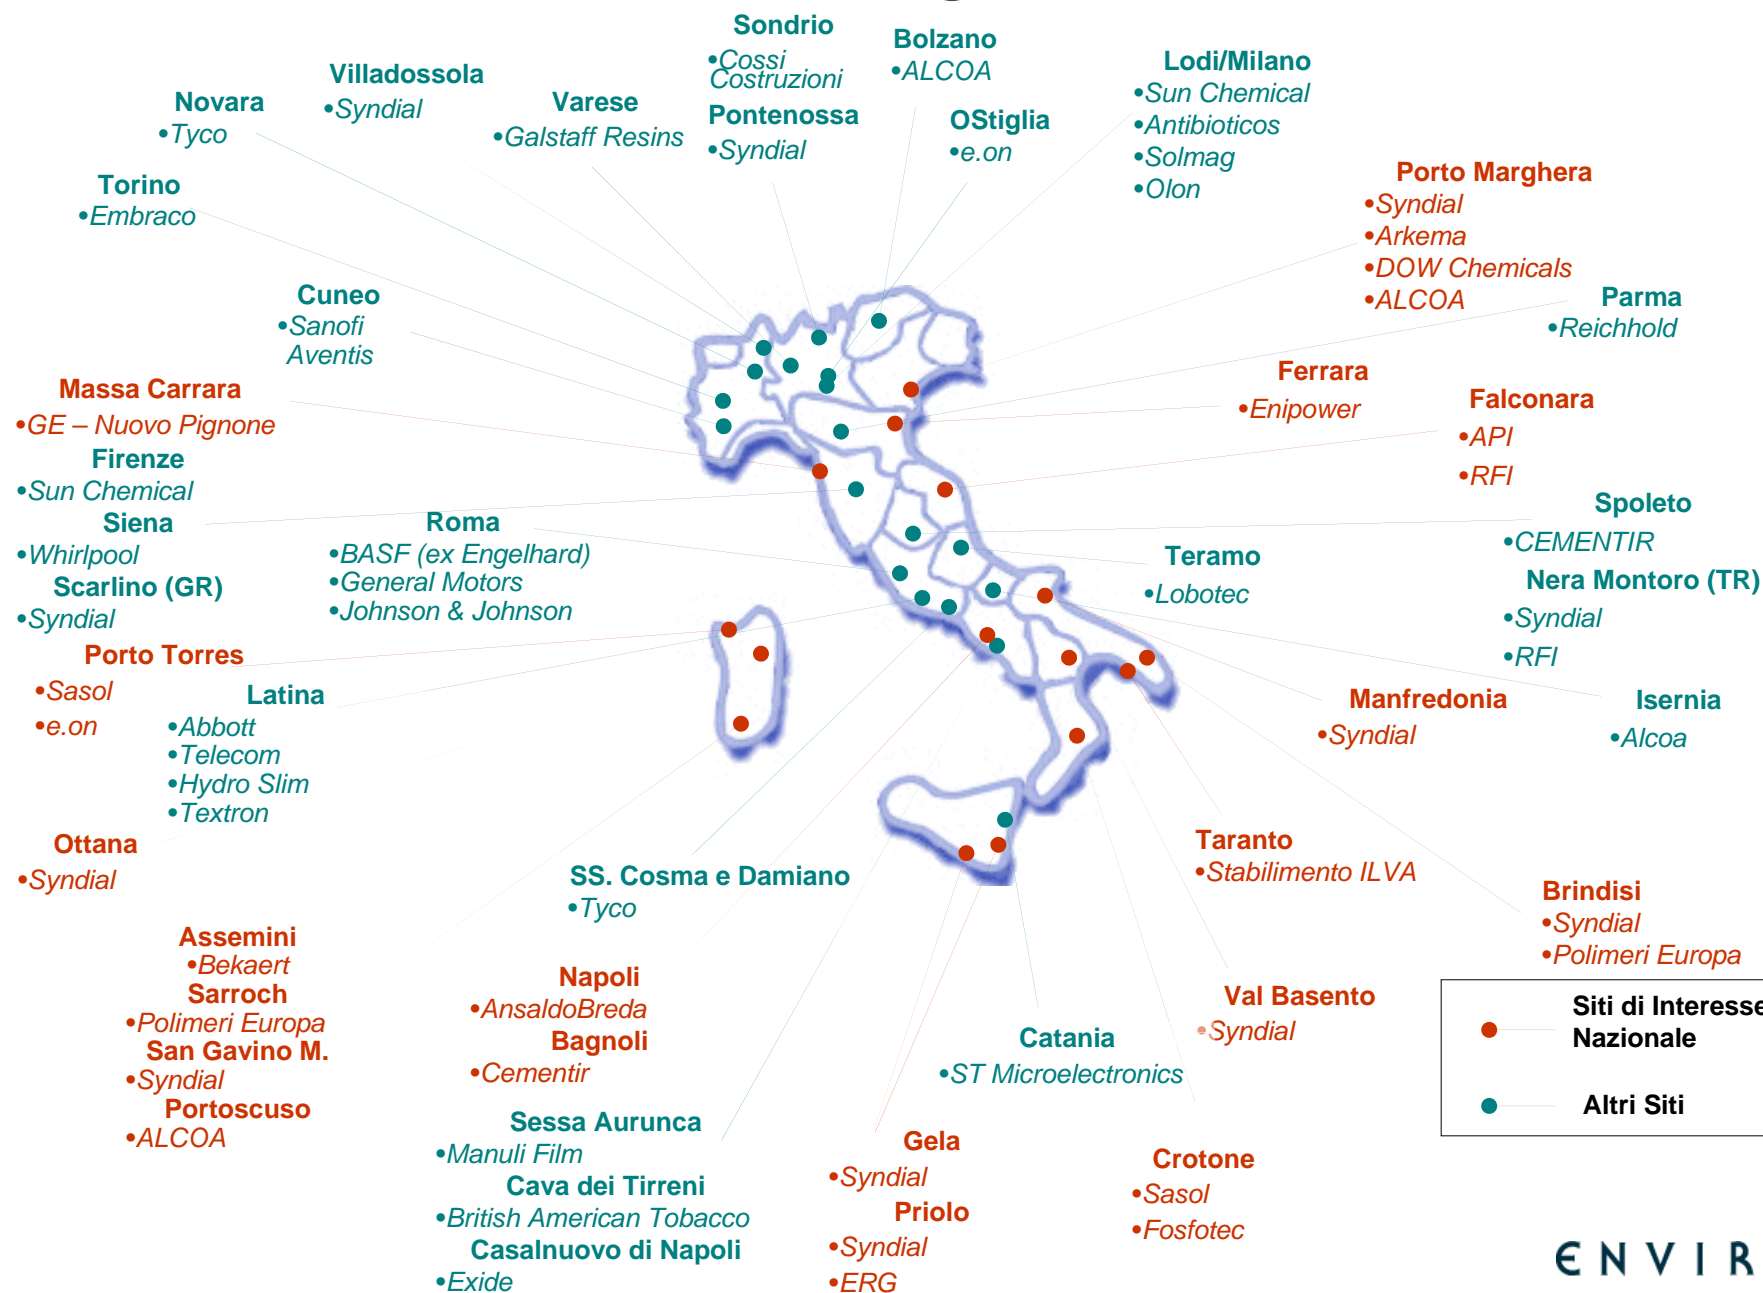 Sondrio
•Cossi
Costruzioni
Pontenossa
•Syndial
Bolzano
•ALCOA
OStiglia
•e.on
Lodi/Milano
•Sun Chemical
•Antibioticos
•Solmag
•Olon
Villadossola
•Syndial
Varese
•Galstaff Resins
Novara
•Tyco
Torino
•Embraco
Cuneo
•Sanofi
Aventis
Porto Marghera
•Syndial
•Arkema
•DOW Chemicals
•ALCOA
Parma
•Reichhold
Ferrara
•Enipower
Falconara
•API
•RFI
Massa Carrara
•GE – Nuovo Pignone
Firenze
•Sun Chemical
Siena
•Whirlpool
Scarlino (GR)
•Syndial
Roma
•BASF (ex Engelhard)
•General Motors
•Johnson & Johnson
Spoleto
•CEMENTIR
Nera Montoro (TR)
•Syndial
•RFI
Teramo
•Lobotec
Porto Torres
•Sasol
•e.on
Latina
•Abbott
•Telecom
•Hydro Slim
•Textron
Manfredonia
•Syndial
Isernia
•Alcoa
Ottana
•Syndial
SS. Cosma e Damiano
•Tyco
Taranto
•Stabilimento ILVA
Brindisi
•Syndial
•Polimeri Europa
Assemini
•Bekaert
Sarroch
•Polimeri Europa
San Gavino M.
•Syndial
Portoscuso
•ALCOA
Napoli
•AnsaldoBreda
Bagnoli
•Cementir
Val Basento
•Syndial
Catania
•ST Microelectronics
Sessa Aurunca
•Manuli Film
Cava dei Tirreni
•British American Tobacco
Casalnuovo di Napoli
•Exide
Gela
•Syndial
Priolo
•Syndial
•ERG
Crotone
•Sasol
•Fosfotec
Siti di Interesse
Nazionale
Altri Siti
ENVIR